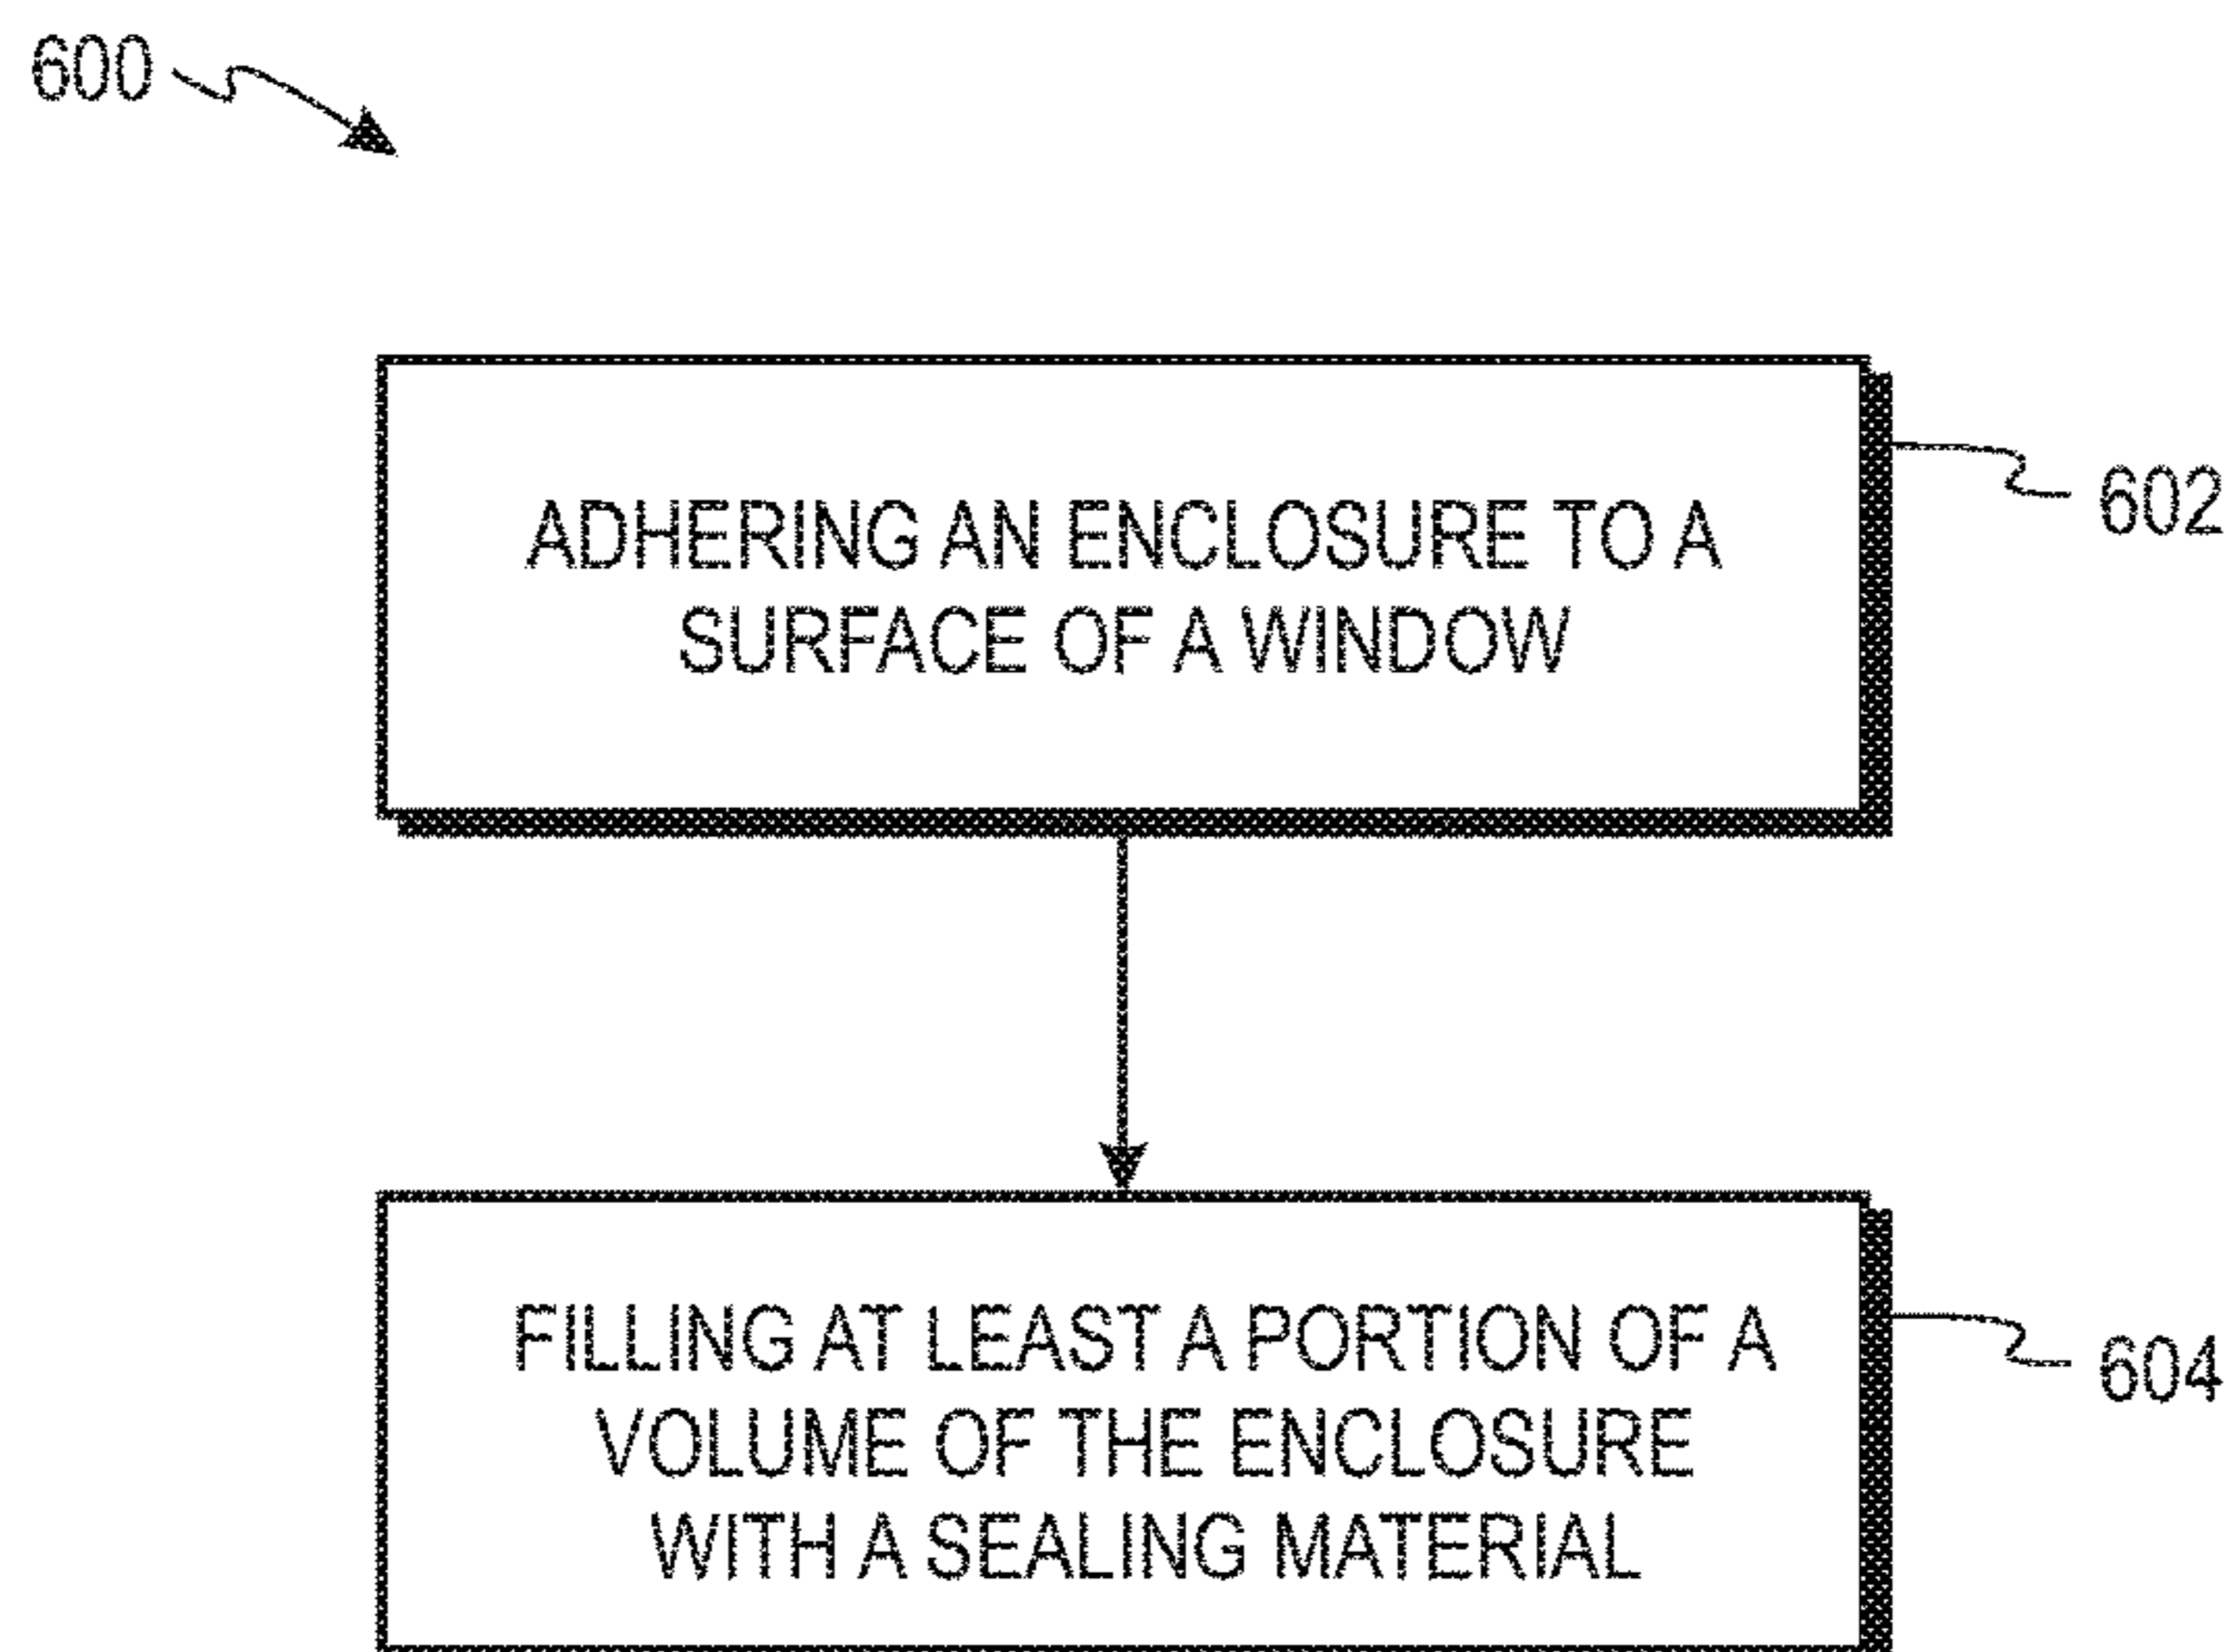 600
ADHERING AN ENCLOSURE TO A
SURFACE OF A WINDOW
602
FILLING AT LEAST A PORTION OF A
VOLUME OF THE ENCLOSURE
WITH A SEALING MATERIAL
604